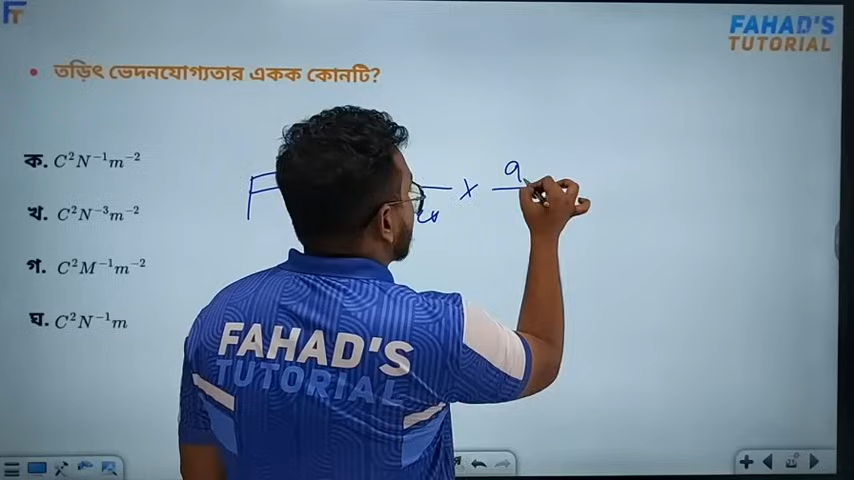 FT
FAHAD'S
TUTORIAL
• তড়িৎ ভেদনযোগ্যতার একক কোনটি?
ক. C²N⁻¹m⁻²
খ. C²N⁻³m⁻²
গ. C²M⁻¹m⁻²
ঘ. C²N⁻¹m
F
× q
FAHAD'S
TUTORIAL